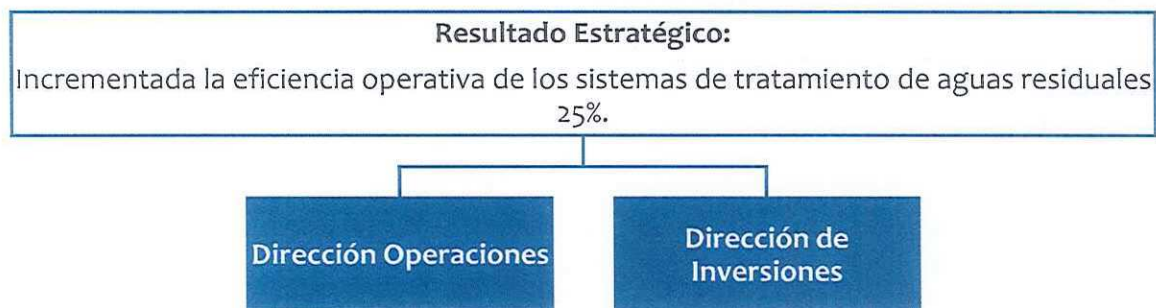 Resultado Estratégico:
Incrementada la eficiencia operativa de los sistemas de tratamiento de aguas residuales
25%.
Dirección Operaciones
Dirección de
Inversiones